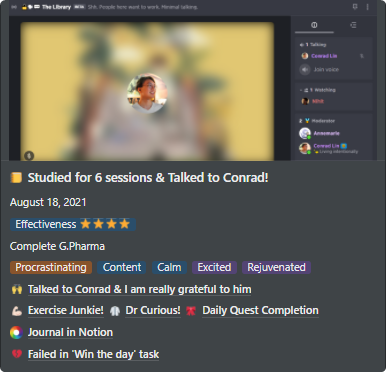 The Library BETA Shh. People here want to work. Minimal talking.
1 Talking
Conrad Lin
Join voice
1 Watching
Moderator
Annemarie
Conrad Lin
Living intentionally
Studied for 6 sessions & Talked to Conrad!
August 18, 2021
Effectiveness
Complete G.Pharma
Procrastinating Content Calm Excited Rejuvenated
Talked to Conrad & I am really grateful to him
Exercise Junkie! Dr Curious! Daily Quest Completion
Journal in Notion
Failed in 'Win the day' task